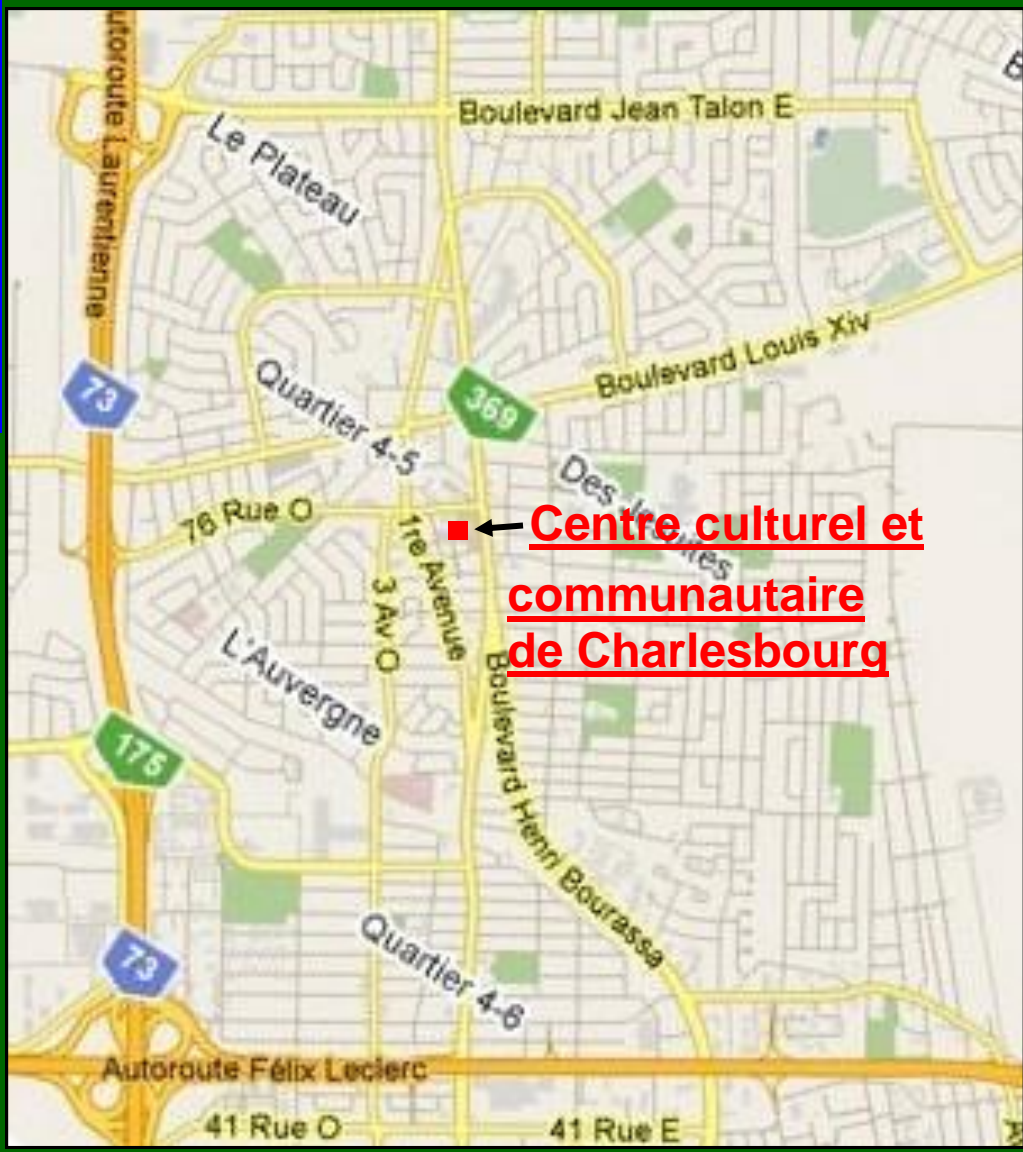 Autoroute Laurentienne
B
Boulevard Jean Talon E
Le Plateau
Boulevard Louis Xiv
73
369
Quartier 4-5
Des Jésuites
76 Rue O
Centre culturel et
1re Avenue
3 Av O
communautaire
de Charlesbourg
L'Auvergne
Boulevard Henri Bourassa
175
Quartier 4-6
73
Autoroute Félix Leclerc
41 Rue O
41 Rue E
A